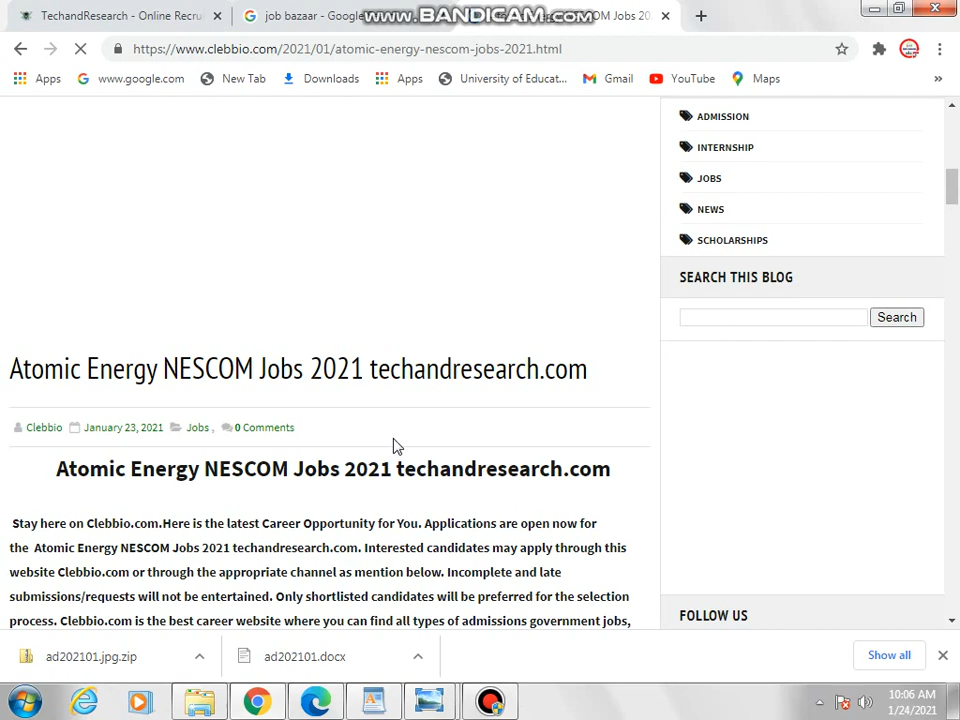 TechandResearch - Online Recru
job bazaar - Google
www.BANDICAM.com
NESCOM Jobs 20
https://www.clebbio.com/2021/01/atomic-energy-nescom-jobs-2021.html
Apps
www.google.com
New Tab
Downloads
Apps
University of Educat...
Gmail
YouTube
Maps
»
ADMISSION
INTERNSHIP
JOBS
NEWS
SCHOLARSHIPS
SEARCH THIS BLOG
Search
Atomic Energy NESCOM Jobs 2021 techandresearch.com
Clebbio January 23, 2021 Jobs , 0 Comments
Atomic Energy NESCOM Jobs 2021 techandresearch.com
Stay here on Clebbio.com.Here is the latest Career Opportunity for You. Applications are open now for
the Atomic Energy NESCOM Jobs 2021 techandresearch.com. Interested candidates may apply through this
website Clebbio.com or through the appropriate channel as mention below. Incomplete and late
submissions/requests will not be entertained. Only shortlisted candidates will be preferred for the selection
process. Clebbio.com is the best career website where you can find all types of admissions government jobs,
FOLLOW US
ad202101.jpg.zip
ad202101.docx
Show all
10:06 AM
1/24/2021